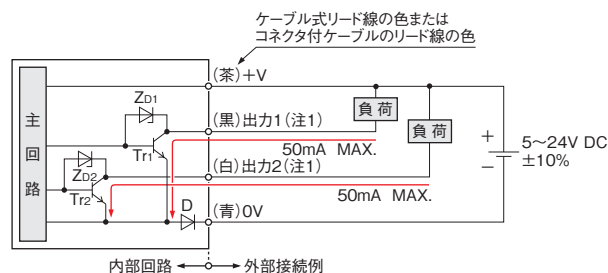 ケーブル式リード線の色または
コネクタ付ケーブルのリード線の色
(茶)+V
ZD1
(黒)出力1(注1)
負荷
主回路
Tr1
50mA MAX.
負荷
+
5～24V DC
±10%
−
ZD2
(白)出力2(注1)
Tr2
50mA MAX.
D
(青)0V
内部回路
外部接続例